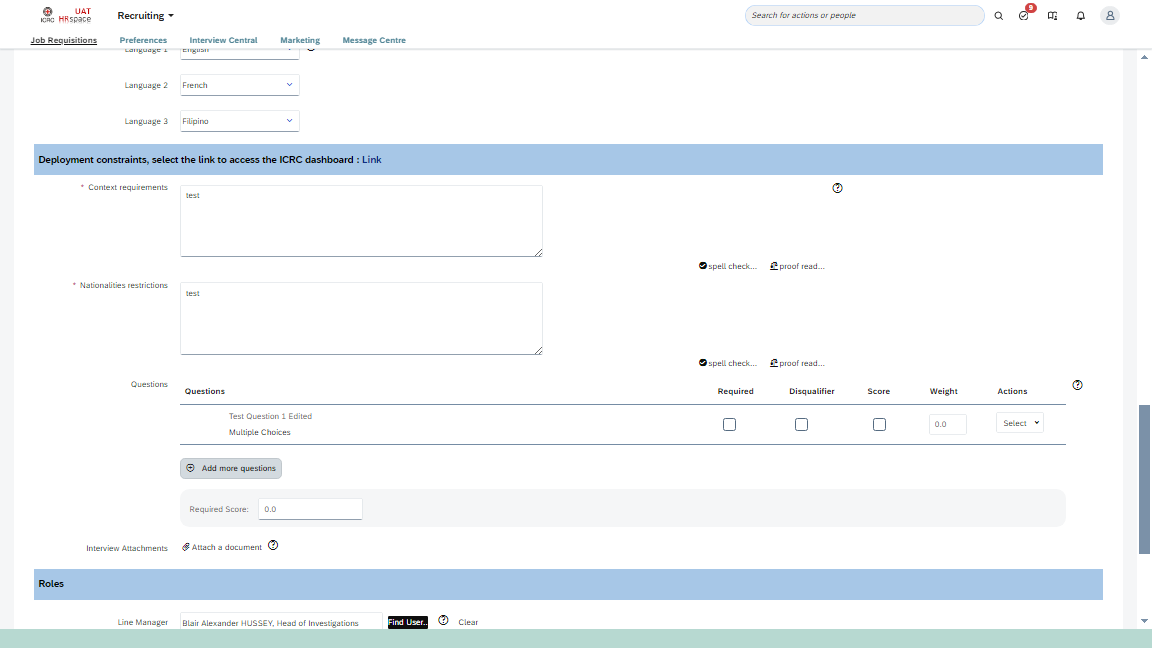 ICRC UAT HRspace
Recruiting
Search for actions or people
9
Job Requisitions Preferences Interview Central Marketing Message Centre
Language 1 English
Language 2 French
Language 3 Filipino
Deployment constraints, select the link to access the ICRC dashboard : Link
* Context requirements test
spell check... proof read...
* Nationalities restrictions test
spell check... proof read...
Questions
Questions Required Disqualifier Score Weight Actions
Test Question 1 Edited
Multiple Choices
0.0 Select
Add more questions
Required Score: 0.0
Interview Attachments Attach a document
Roles
Line Manager Blair Alexander HUSSEY, Head of Investigations Find User.. Clear